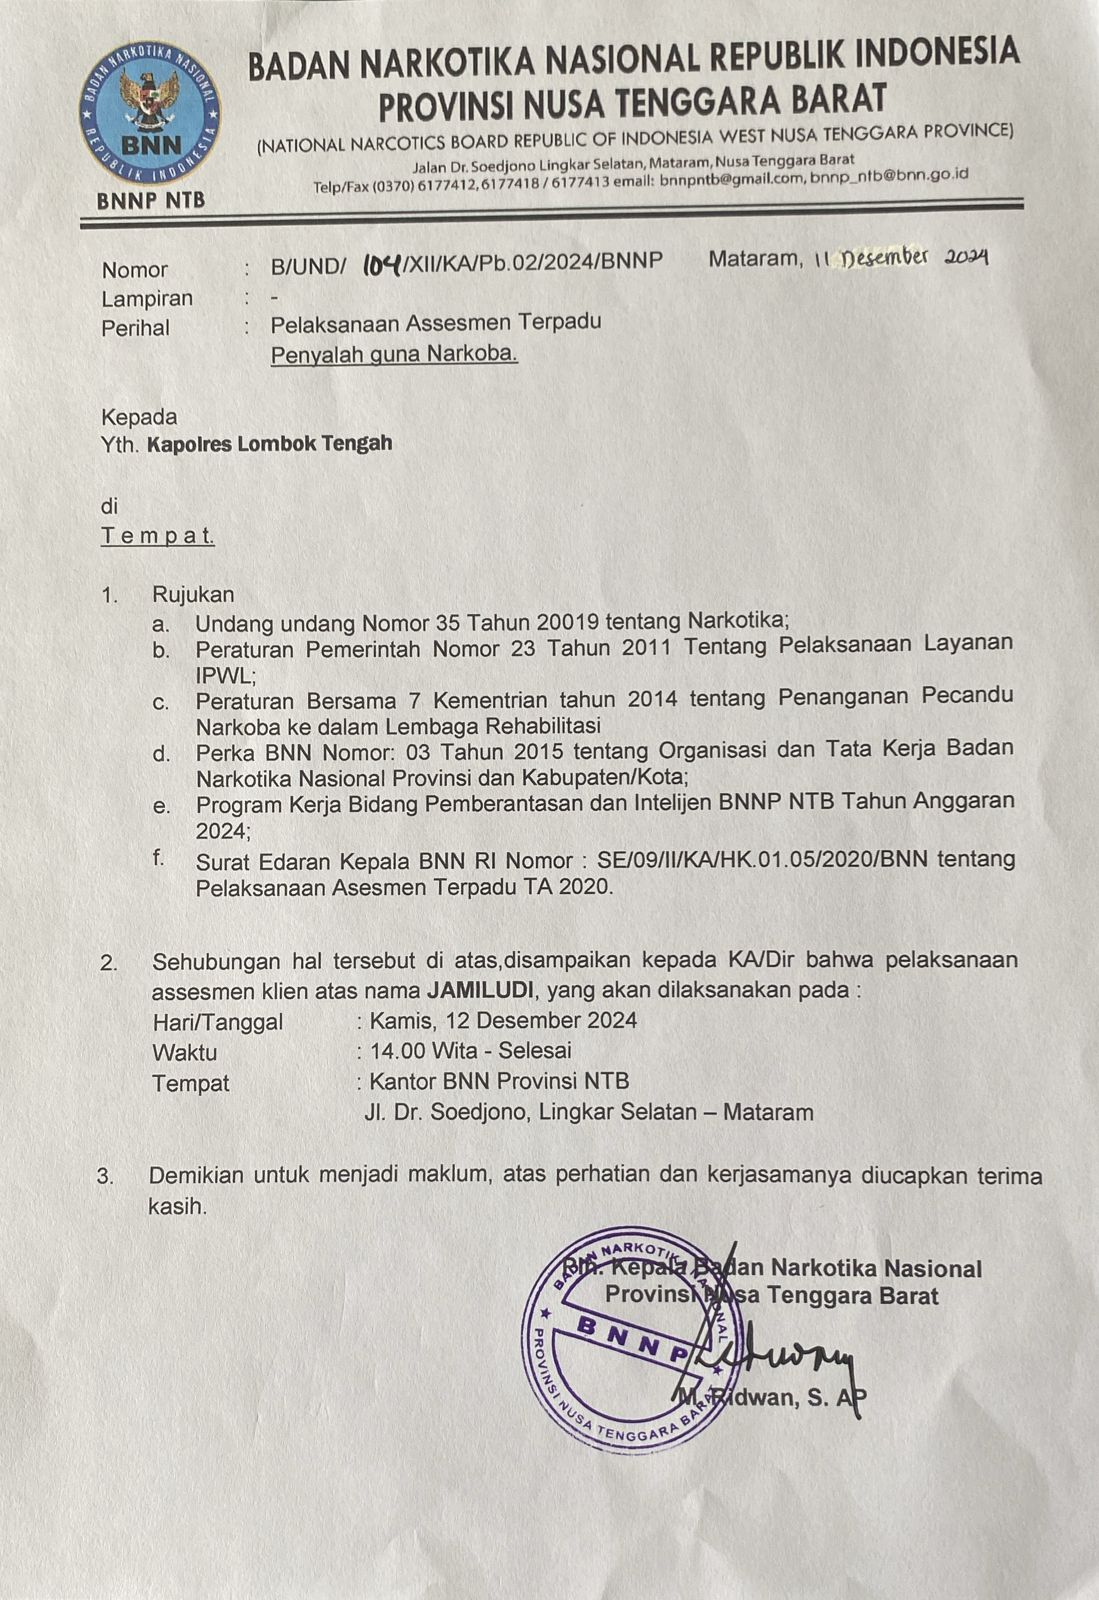 BADAN NARKOTIKA NASIONAL
REPUBLIK INDONESIA
BNN
BNNP NTB
BADAN NARKOTIKA NASIONAL REPUBLIK INDONESIA
PROVINSI NUSA TENGGARA BARAT
(NATIONAL NARCOTICS BOARD REPUBLIC OF INDONESIA WEST NUSA TENGGARA PROVINCE)
Jalan Dr. Soedjono Lingkar Selatan, Mataram, Nusa Tenggara Barat
Telp/Fax (0370) 6177412, 6177418 / 6177413 email: bnnpntb@gmail.com, bnnp_ntb@bnn.go.id
Nomor : B/UND/ 104/XII/KA/Pb.02/2024/BNNP Mataram, 11 Desember 2024
Lampiran : -
Perihal : Pelaksanaan Assesmen Terpadu
Penyalah guna Narkoba.
Kepada
Yth. Kapolres Lombok Tengah
di
T e m p a t.
1. Rujukan
a. Undang undang Nomor 35 Tahun 20019 tentang Narkotika;
b. Peraturan Pemerintah Nomor 23 Tahun 2011 Tentang Pelaksanaan Layanan
IPWL;
c. Peraturan Bersama 7 Kementrian tahun 2014 tentang Penanganan Pecandu
Narkoba ke dalam Lembaga Rehabilitasi
d. Perka BNN Nomor: 03 Tahun 2015 tentang Organisasi dan Tata Kerja Badan
Narkotika Nasional Provinsi dan Kabupaten/Kota;
e. Program Kerja Bidang Pemberantasan dan Intelijen BNNP NTB Tahun Anggaran
2024;
f. Surat Edaran Kepala BNN RI Nomor : SE/09/II/KA/HK.01.05/2020/BNN tentang
Pelaksanaan Asesmen Terpadu TA 2020.
2. Sehubungan hal tersebut di atas,disampaikan kepada KA/Dir bahwa pelaksanaan
assesmen klien atas nama JAMILUDI, yang akan dilaksanakan pada :
Hari/Tanggal : Kamis, 12 Desember 2024
Waktu : 14.00 Wita - Selesai
Tempat : Kantor BNN Provinsi NTB
Jl. Dr. Soedjono, Lingkar Selatan – Mataram
3. Demikian untuk menjadi maklum, atas perhatian dan kerjasamanya diucapkan terima
kasih.
Plh. Kepala Badan Narkotika Nasional
Provinsi Nusa Tenggara Barat
BADAN NARKOTIKA NASIONAL
BNNP
PROVINSI NUSA TENGGARA BARAT
M. Ridwan, S. AP